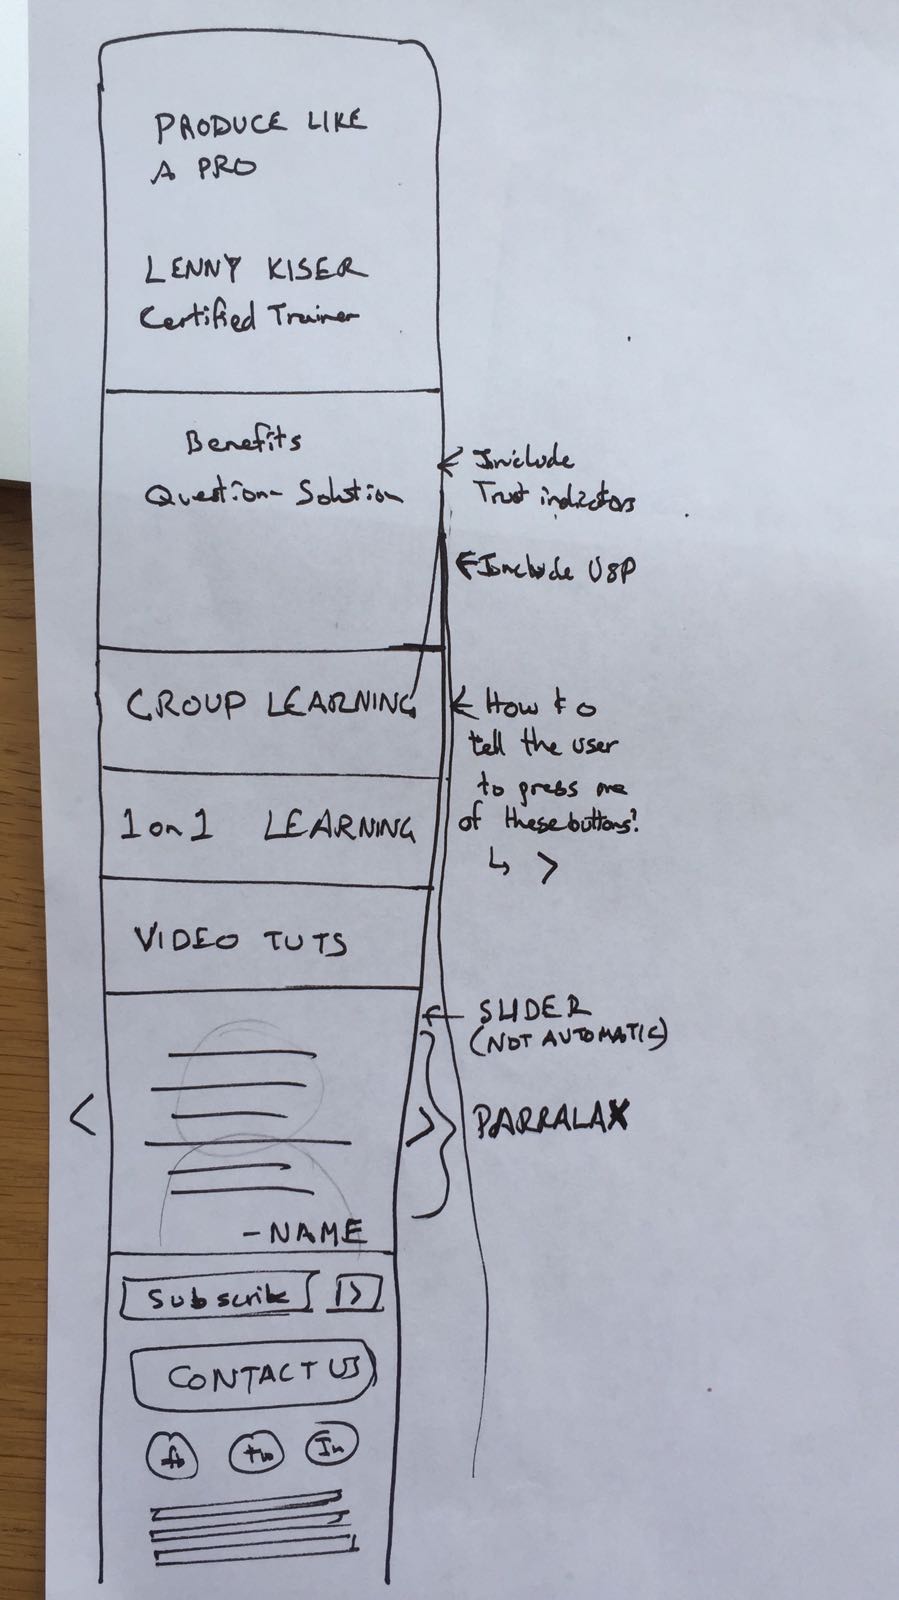 PRODUCE LIKE
A PRO
LENNY KISER
Certified Trainer
Benefits
Question - Solution
Include
Trust indicators
Include USP
GROUP LEARNING
How to
tell the user
to press one
of these buttons?
>
1 on 1 LEARNING
VIDEO TUTS
SLIDER
(NOT AUTOMATIC)
< >
PARRALAX
- NAME
Subscribe >
CONTACT US
fb tw In